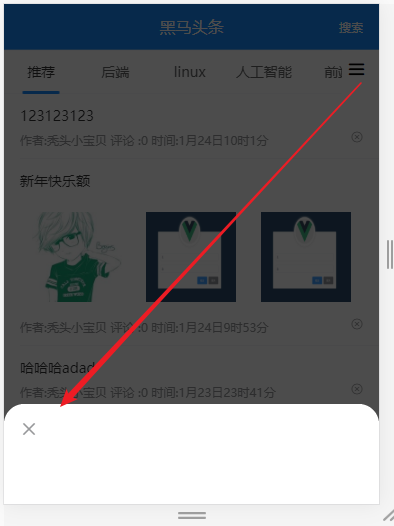 黑马头条
搜索
推荐 后端 linux 人工智能 前端
123123123
作者:秃头小宝贝 评论 :0 时间:1月24日10时1分
新年快乐额
作者:秃头小宝贝 评论 :0 时间:1月24日9时53分
哈哈哈adad
作者:秃头小宝贝 评论 :0 时间:1月23日23时41分